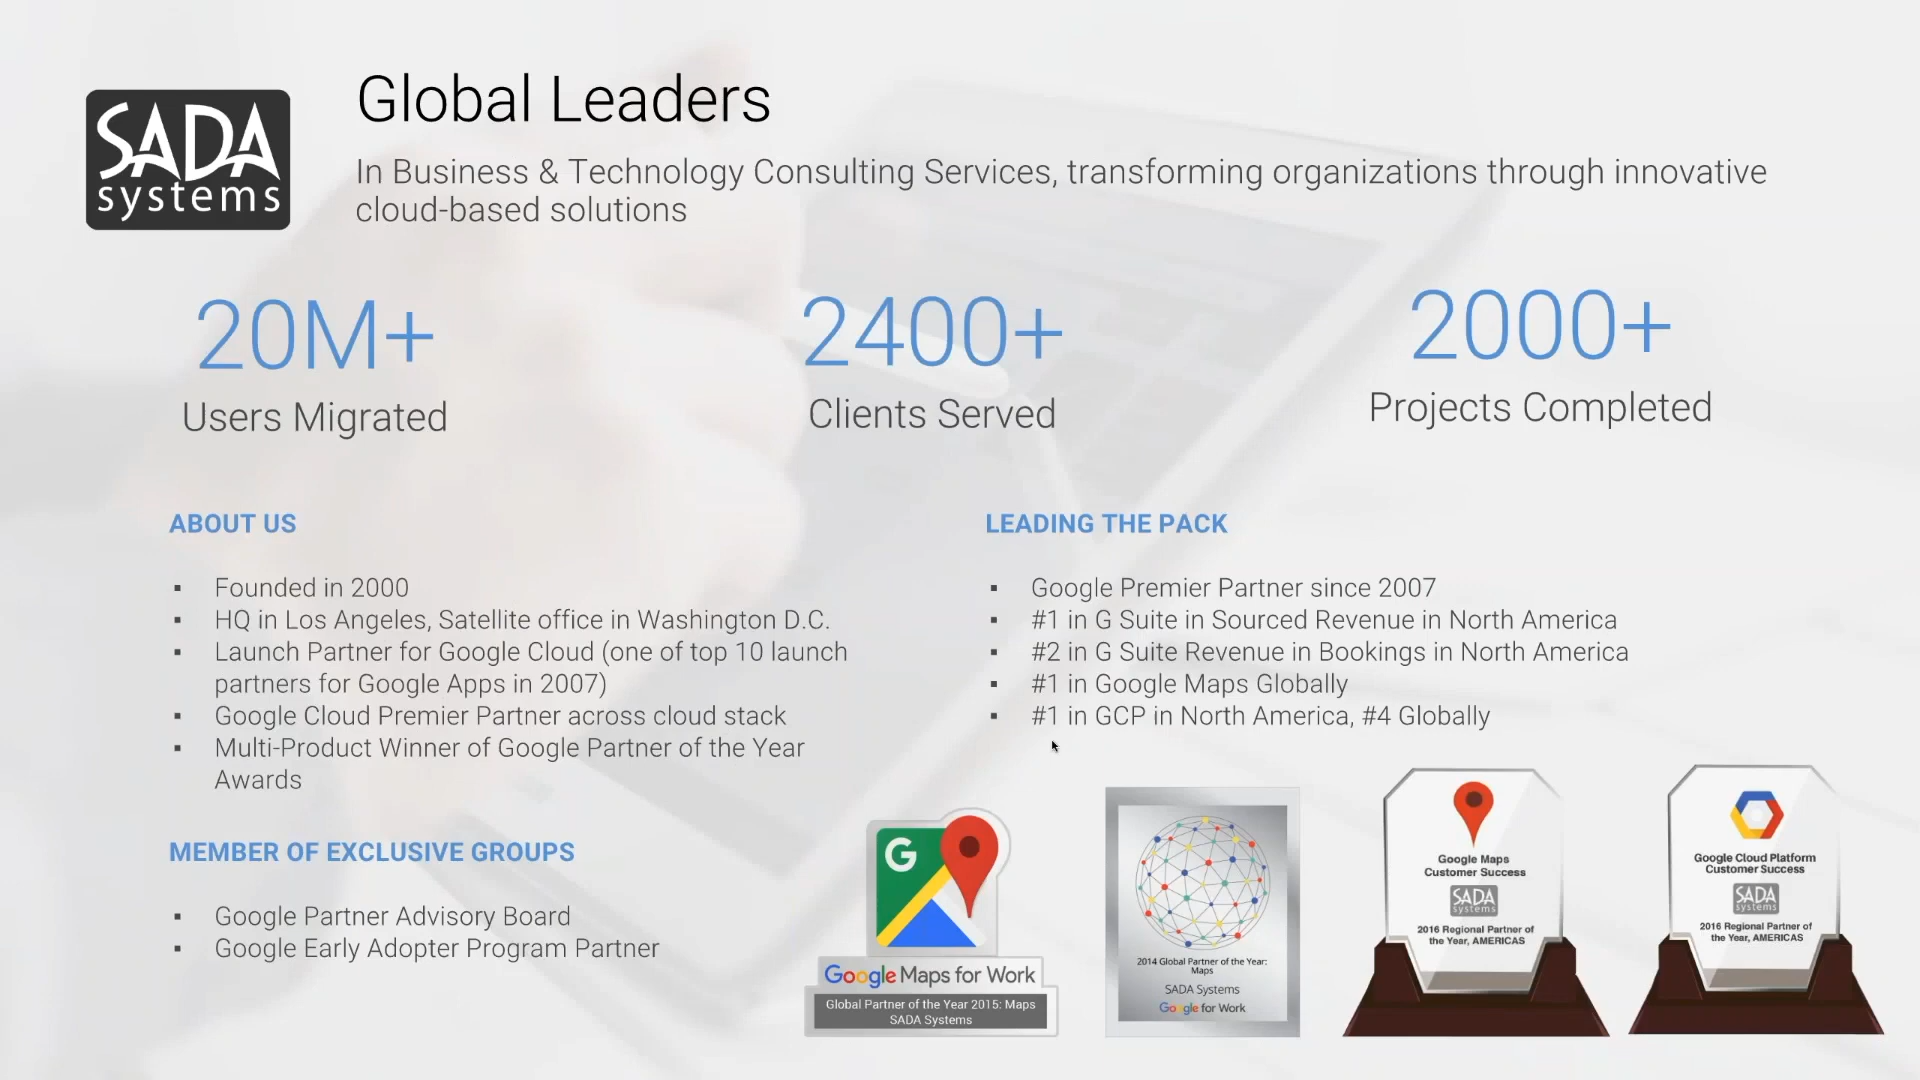 SADA
systems
Global Leaders
In Business & Technology Consulting Services, transforming organizations through innovative
cloud-based solutions
20M+
Users Migrated
2400+
Clients Served
2000+
Projects Completed
ABOUT US
▪ Founded in 2000
▪ HQ in Los Angeles, Satellite office in Washington D.C.
▪ Launch Partner for Google Cloud (one of top 10 launch
partners for Google Apps in 2007)
▪ Google Cloud Premier Partner across cloud stack
▪ Multi-Product Winner of Google Partner of the Year
Awards
MEMBER OF EXCLUSIVE GROUPS
▪ Google Partner Advisory Board
▪ Google Early Adopter Program Partner
LEADING THE PACK
▪ Google Premier Partner since 2007
▪ #1 in G Suite in Sourced Revenue in North America
▪ #2 in G Suite Revenue in Bookings in North America
▪ #1 in Google Maps Globally
▪ #1 in GCP in North America, #4 Globally
G
Google Maps for Work
Global Partner of the Year 2015: Maps
SADA Systems
2014 Global Partner of the Year:
Maps
SADA Systems
Google for Work
Google Maps
Customer Success
SADA
systems
2016 Regional Partner of
the Year, AMERICAS
Google Cloud Platform
Customer Success
SADA
systems
2016 Regional Partner of
the Year, AMERICAS